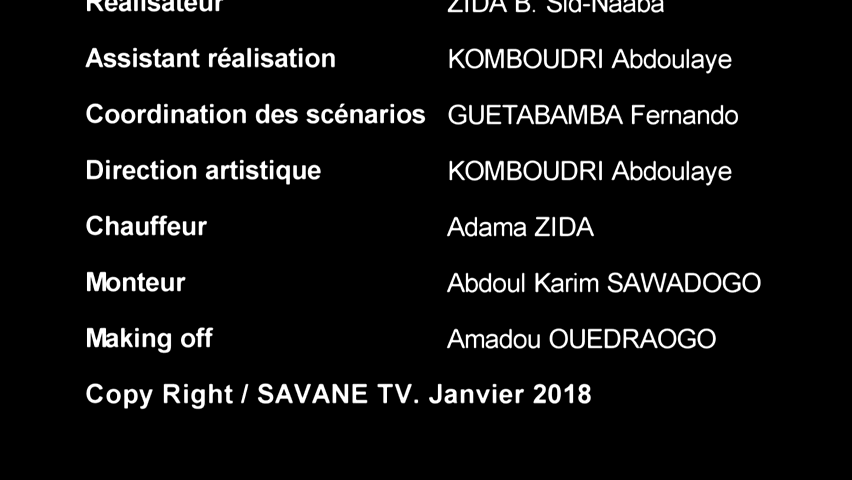 Réalisateur ZIDA B. Sid-Naaba
Assistant réalisation KOMBOUDRI Abdoulaye
Coordination des scénarios GUETABAMBA Fernando
Direction artistique KOMBOUDRI Abdoulaye
Chauffeur Adama ZIDA
Monteur Abdoul Karim SAWADOGO
Making off Amadou OUEDRAOGO
Copy Right / SAVANE TV. Janvier 2018